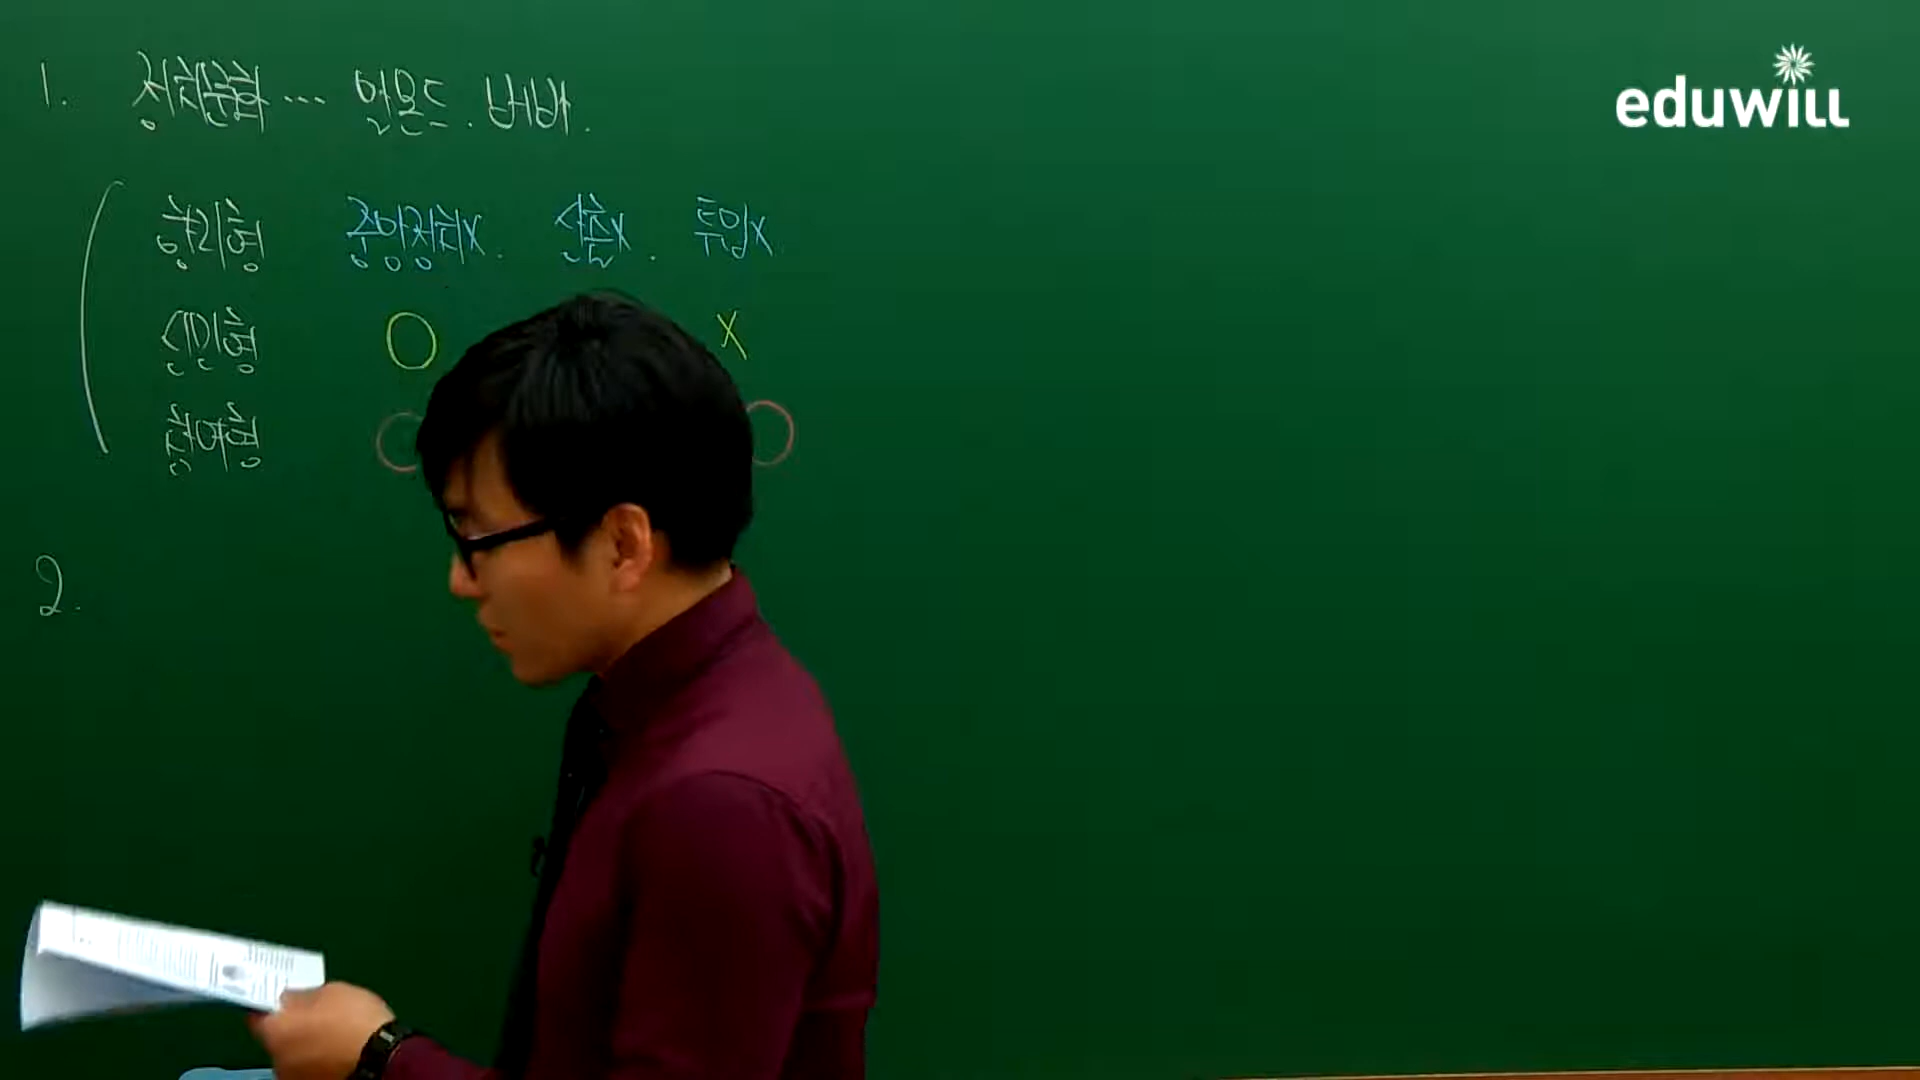 1. 정치문화 ... 알몬드. 버바.
eduwill
향리형 중앙정치X. 산출X. 투입X.
신민형 O X
참여형 O O
2.